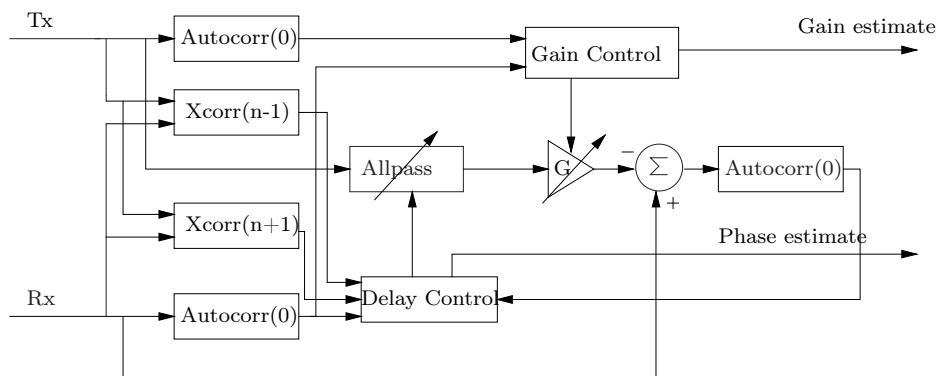 Tx
Autocorr(0)
Gain Control
Gain estimate
Xcorr(n-1)
Allpass
G
−
Σ
+
Autocorr(0)
Xcorr(n+1)
Phase estimate
Rx
Autocorr(0)
Delay Control